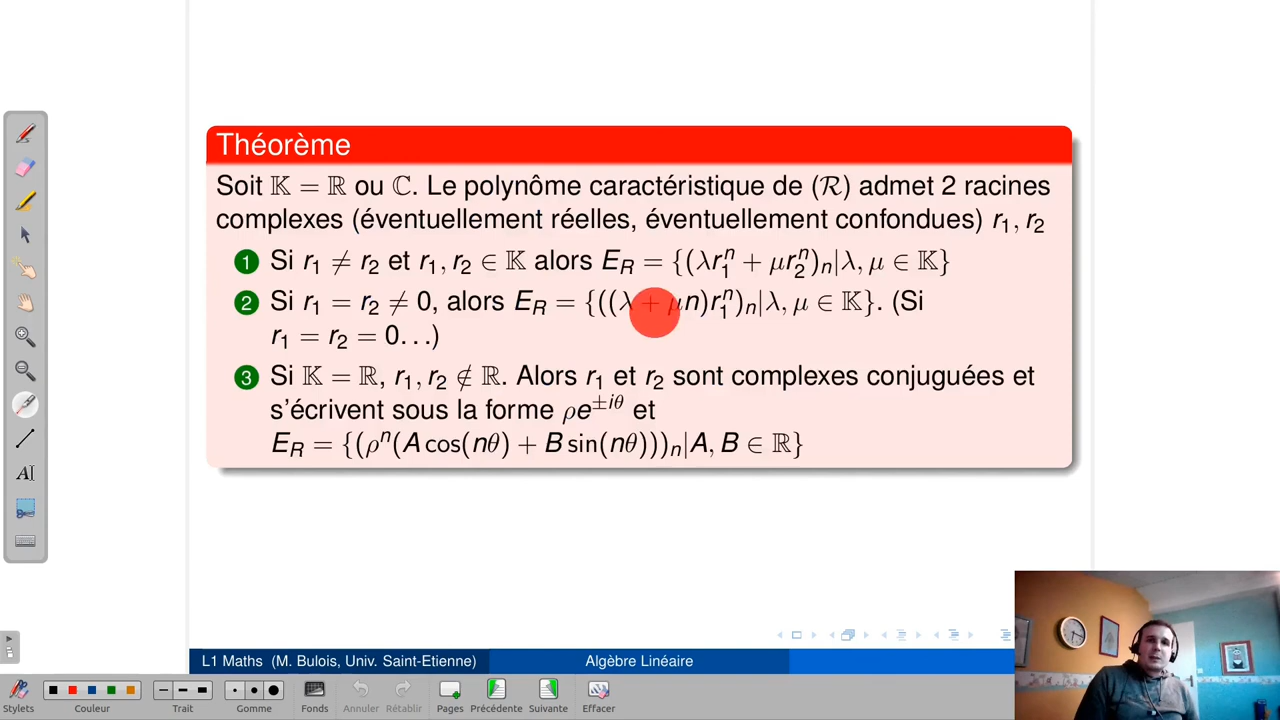 Théorème
Soit 𝕂 = ℝ ou ℂ. Le polynôme caractéristique de (ℛ) admet 2 racines
complexes (éventuellement réelles, éventuellement confondues) r₁, r₂
1 Si r₁ ≠ r₂ et r₁, r₂ ∈ 𝕂 alors E_R = {(λr₁ⁿ + μr₂ⁿ)ₙ|λ, μ ∈ 𝕂}
2 Si r₁ = r₂ ≠ 0, alors E_R = {((λ + μn)r₁ⁿ)ₙ|λ, μ ∈ 𝕂}. (Si
r₁ = r₂ = 0…)
3 Si 𝕂 = ℝ, r₁, r₂ ∉ ℝ. Alors r₁ et r₂ sont complexes conjuguées et
s'écrivent sous la forme ρe^{±iθ} et
E_R = {(ρⁿ(A cos(nθ) + B sin(nθ)))ₙ|A, B ∈ ℝ}
L1 Maths (M. Bulois, Univ. Saint-Etienne) Algèbre Linéaire
Stylets Couleur Trait Gomme Fonds Annuler Rétablir Pages Précédente Suivante Effacer